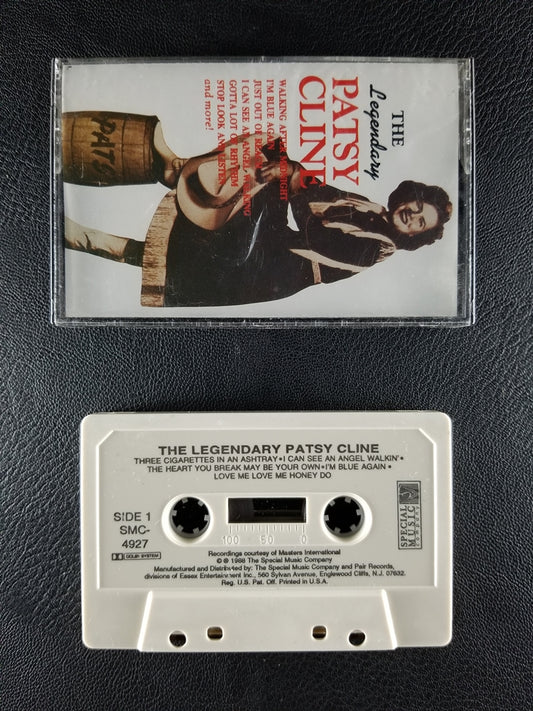 THE
Legendary
PATSY
CLINE
WALKING AFTER MIDNIGHT
I'M BLUE AGAIN
JUST OUT OF REACH
I CAN SEE AN ANGEL WALKING
GOTTA LOT OF RHYTHM
STOP LOOK AND LISTEN
and more!
PATS
THE LEGENDARY PATSY CLINE
THREE CIGARETTES IN AN ASHTRAY•I CAN SEE AN ANGEL WALKIN'•
THE HEART YOU BREAK MAY BE YOUR OWN•I'M BLUE AGAIN•
LOVE ME LOVE ME HONEY DO
SIDE 1
SMC-
4927
DOLBY SYSTEM
100 50 0
SPECIAL
MUSIC
COMPANY
Recordings courtesy of Masters International
℗ © 1988 The Special Music Company
Manufactured and Distributed by: The Special Music Company and Pair Records,
divisions of Essex Entertainment Inc., 560 Sylvan Avenue, Englewood Cliffs, N.J. 07632.
Reg. U.S. Pat. Off. Printed in U.S.A.